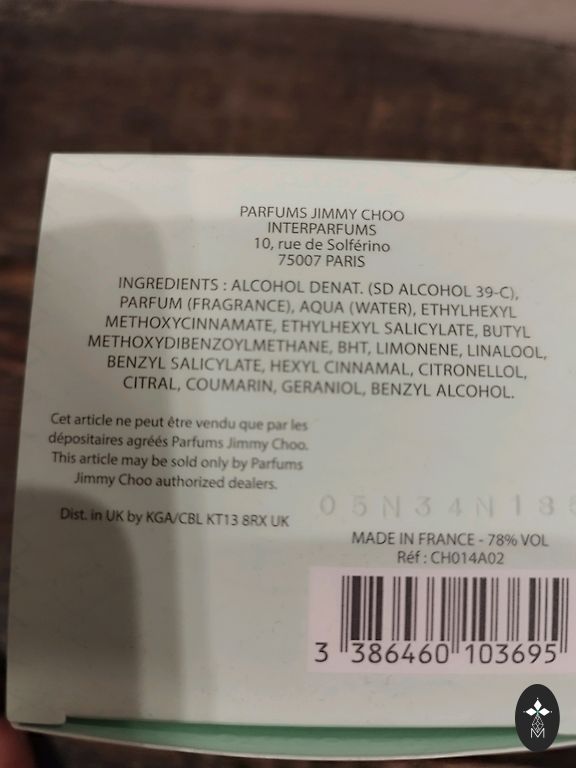 PARFUMS JIMMY CHOO
INTERPARFUMS
10, rue de Solférino
75007 PARIS
INGREDIENTS : ALCOHOL DENAT. (SD ALCOHOL 39-C),
PARFUM (FRAGRANCE), AQUA (WATER), ETHYLHEXYL
METHOXYCINNAMATE, ETHYLHEXYL SALICYLATE, BUTYL
METHOXYDIBENZOYLMETHANE, BHT, LIMONENE, LINALOOL,
BENZYL SALICYLATE, HEXYL CINNAMAL, CITRONELLOL,
CITRAL, COUMARIN, GERANIOL, BENZYL ALCOHOL.
Cet article ne peut être vendu que par les
dépositaires agréés Parfums Jimmy Choo.
This article may be sold only by Parfums
Jimmy Choo authorized dealers.
Dist. in UK by KGA/CBL KT13 8RX UK
MADE IN FRANCE - 78% VOL
Réf : CH014A02
3 386460 103695